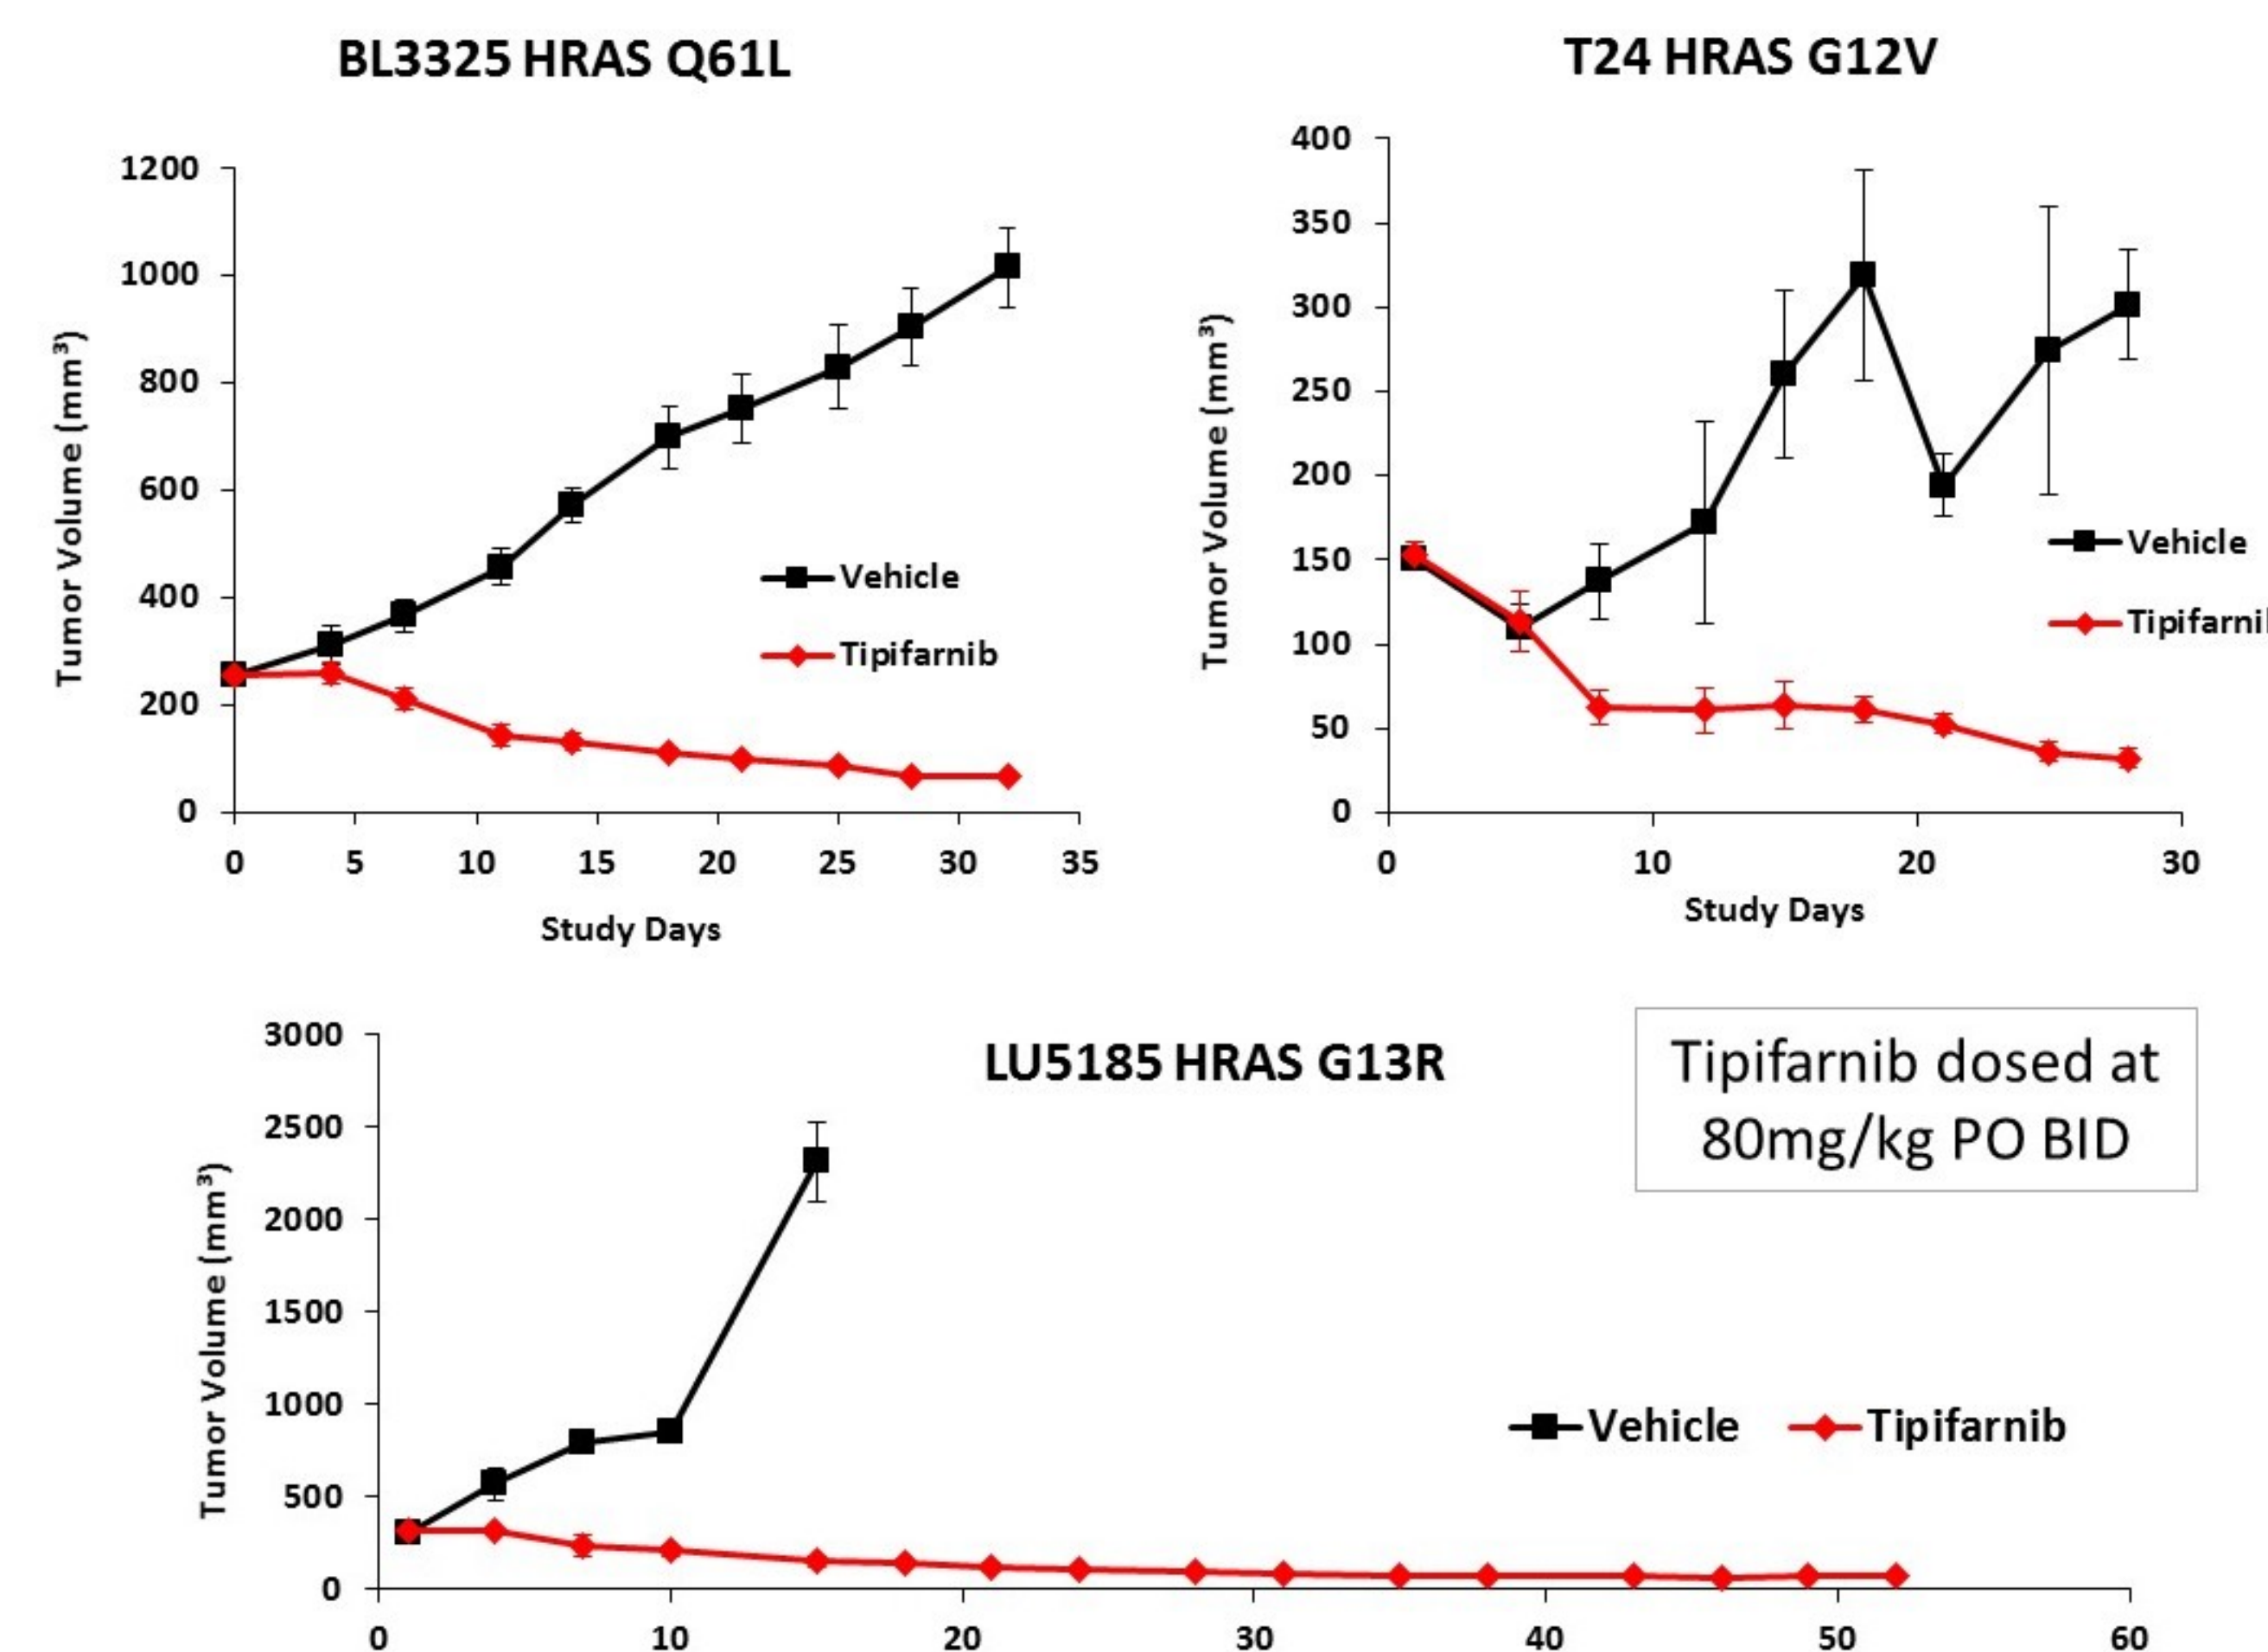 BL3325 HRAS Q61L
Tumor Volume (mm³)
1200
1000
800
600
400
200
0
0 5 10 15 20 25 30 35
Study Days
Vehicle
Tipifarnib
T24 HRAS G12V
Tumor Volume (mm³)
400
350
300
250
200
150
100
50
0
0 10 20 30
Study Days
Vehicle
Tipifarni
LU5185 HRAS G13R
Tumor Volume (mm³)
3000
2500
2000
1500
1000
500
0
0 10 20 30 40 50 60
Vehicle Tipifarnib
Tipifarnib dosed at
80mg/kg PO BID